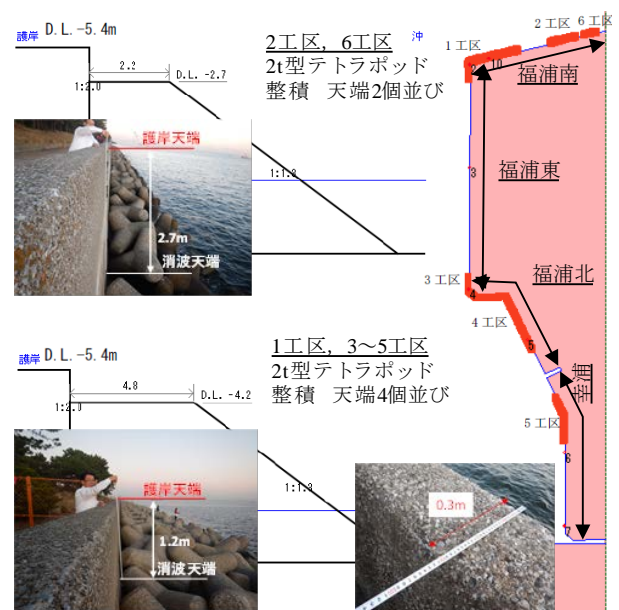 護岸 D.L.-5.4m
2.2
D.L. -2.7
1:2.0
1:1.3
2工区，6工区
沖
2t型テトラポッド
整積　天端2個並び
護岸天端
2.7m
消波天端
護岸 D.L.-5.4m
4.8
D.L. -4.2
1:2.0
1:1.3
1工区，3～5工区
2t型テトラポッド
整積　天端4個並び
護岸天端
1.2m
消波天端
0.3m
1工区
2工区
6工区
2
10
福浦南
3
福浦東
3工区
4
福浦北
4工区
5
幸浦
5工区
6
7